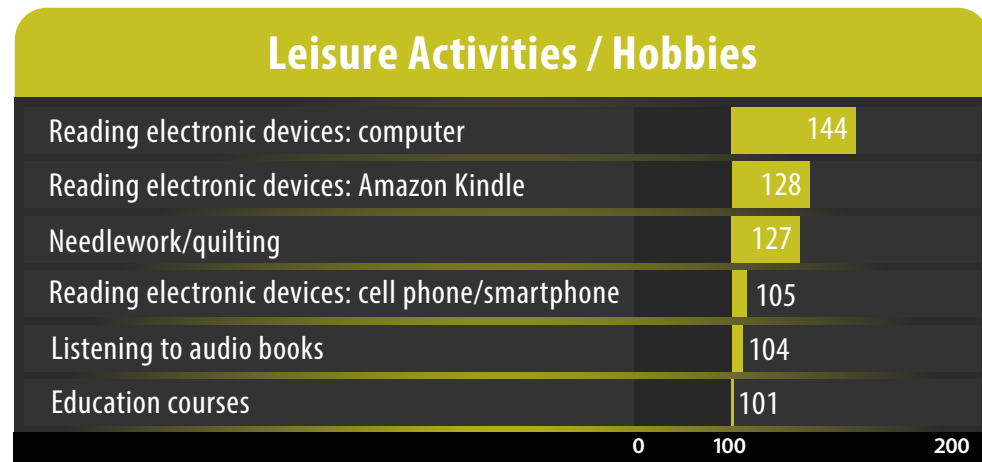 Leisure Activities / Hobbies
Reading electronic devices: computer 144
Reading electronic devices: Amazon Kindle 128
Needlework/quilting 127
Reading electronic devices: cell phone/smartphone 105
Listening to audio books 104
Education courses 101
0 100 200